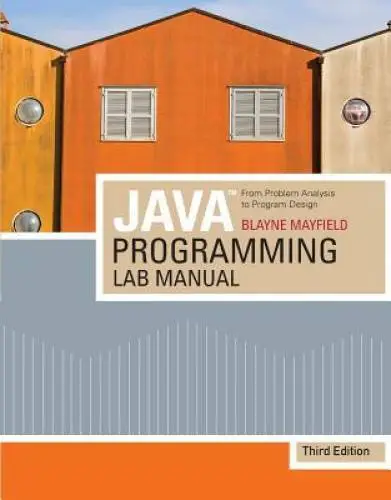 JAVA™
From Problem Analysis
to Program Design
BLAYNE MAYFIELD
PROGRAMMING
LAB MANUAL
Third Edition